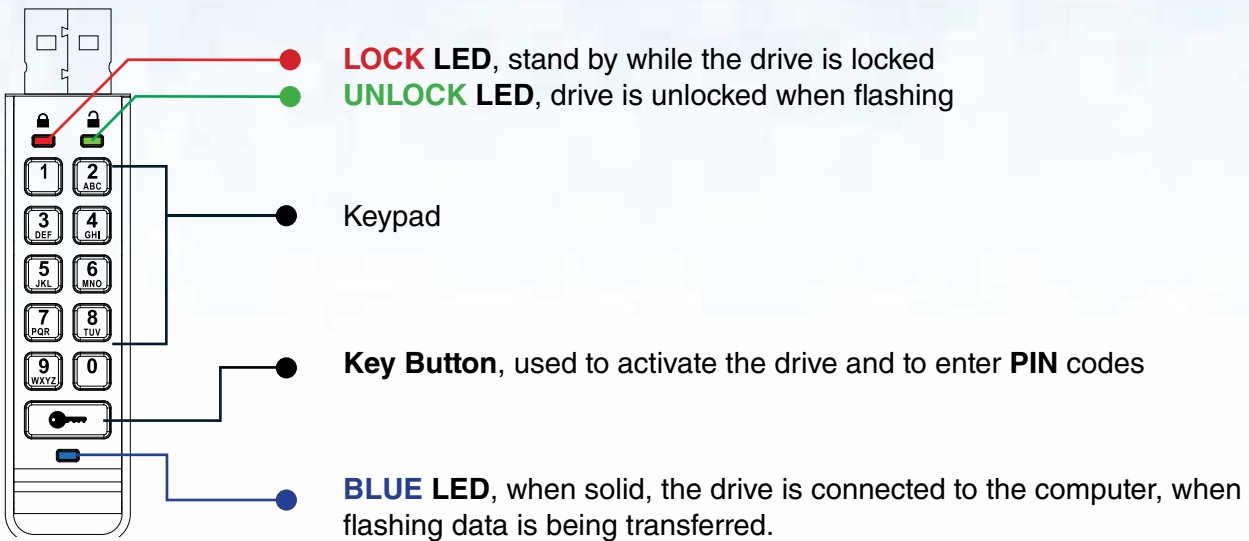 LOCK LED, stand by while the drive is locked
UNLOCK LED, drive is unlocked when flashing
1 2
ABC
3 4
DEF GHI
Keypad
5 6
JKL MNO
7 8
PQR TUV
9 0
WXYZ
Key Button, used to activate the drive and to enter PIN codes
BLUE LED, when solid, the drive is connected to the computer, when
flashing data is being transferred.